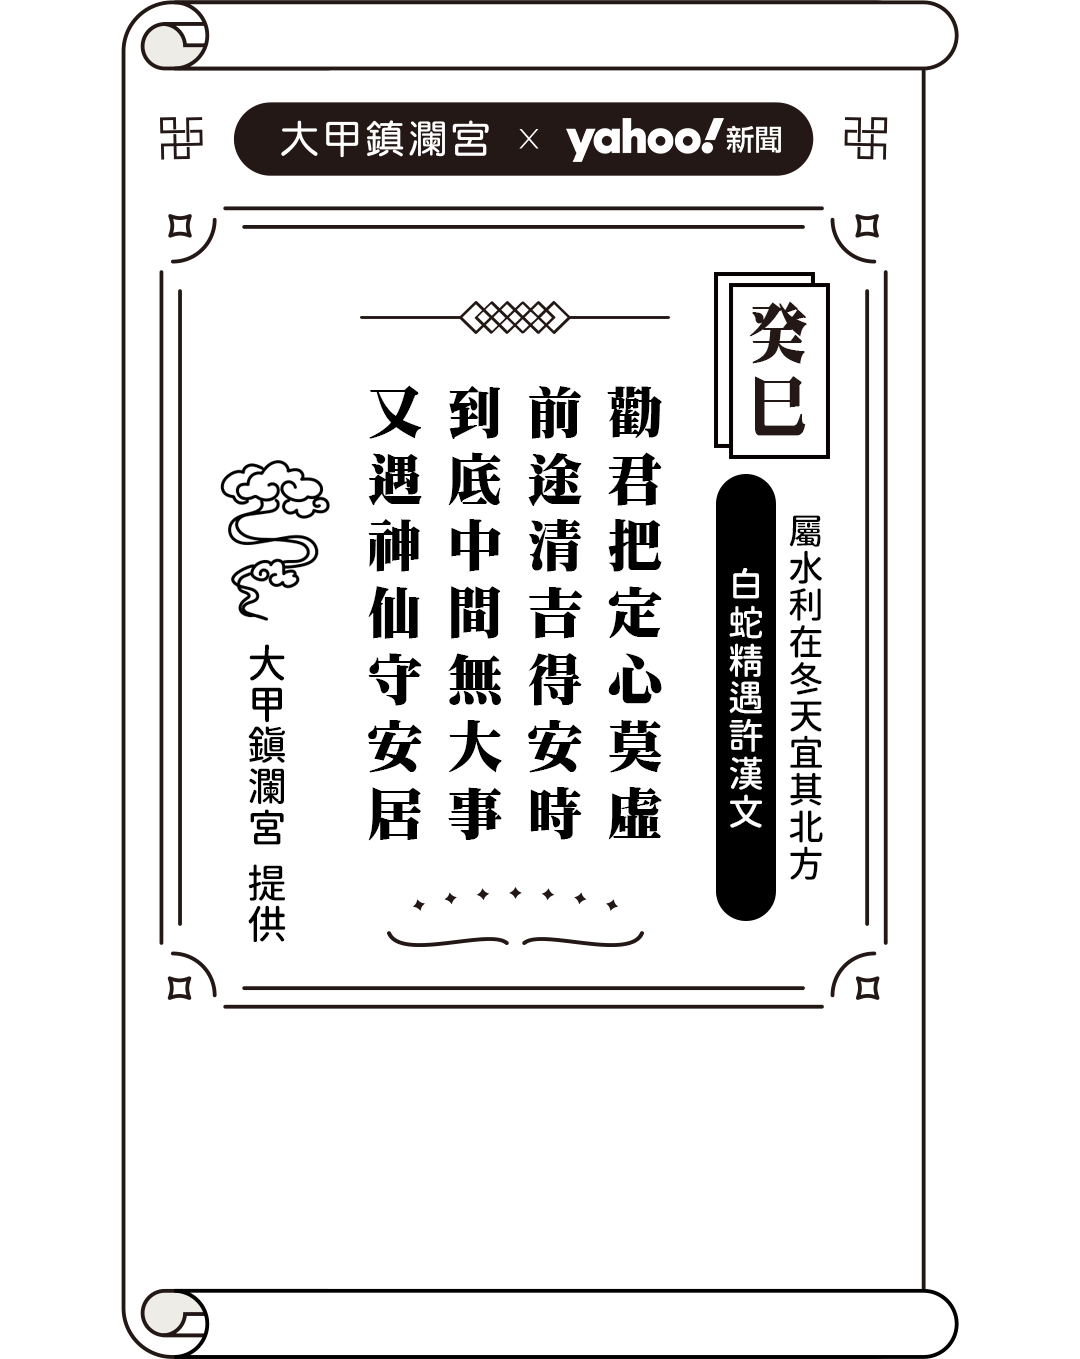 大甲鎮瀾宮 × yahoo!新聞
癸巳
屬水利在冬天宜其北方
白蛇精遇許漢文
勸君把定心莫虛
前途清吉得安時
到底中間無大事
又遇神仙守安居
大甲鎮瀾宮 提供